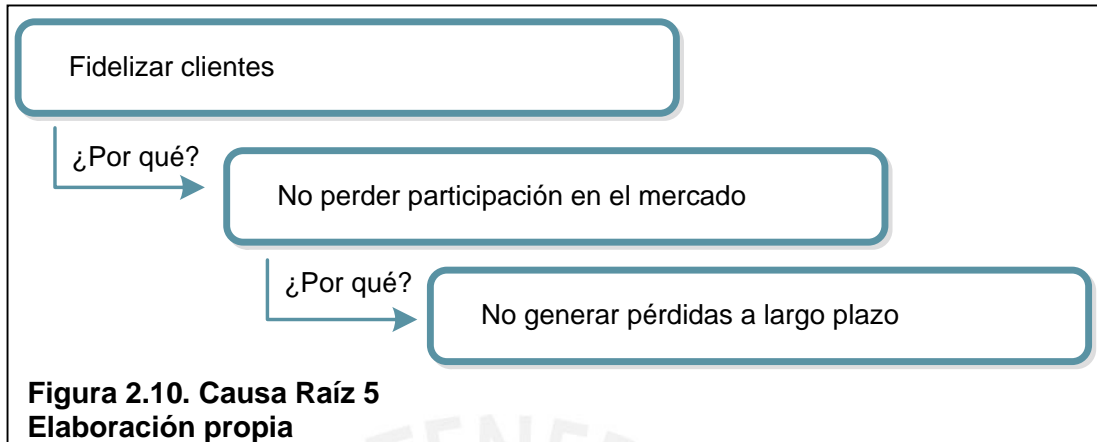 Fidelizar clientes
¿Por qué?
No perder participación en el mercado
¿Por qué?
No generar pérdidas a largo plazo
Figura 2.10. Causa Raíz 5
Elaboración propia